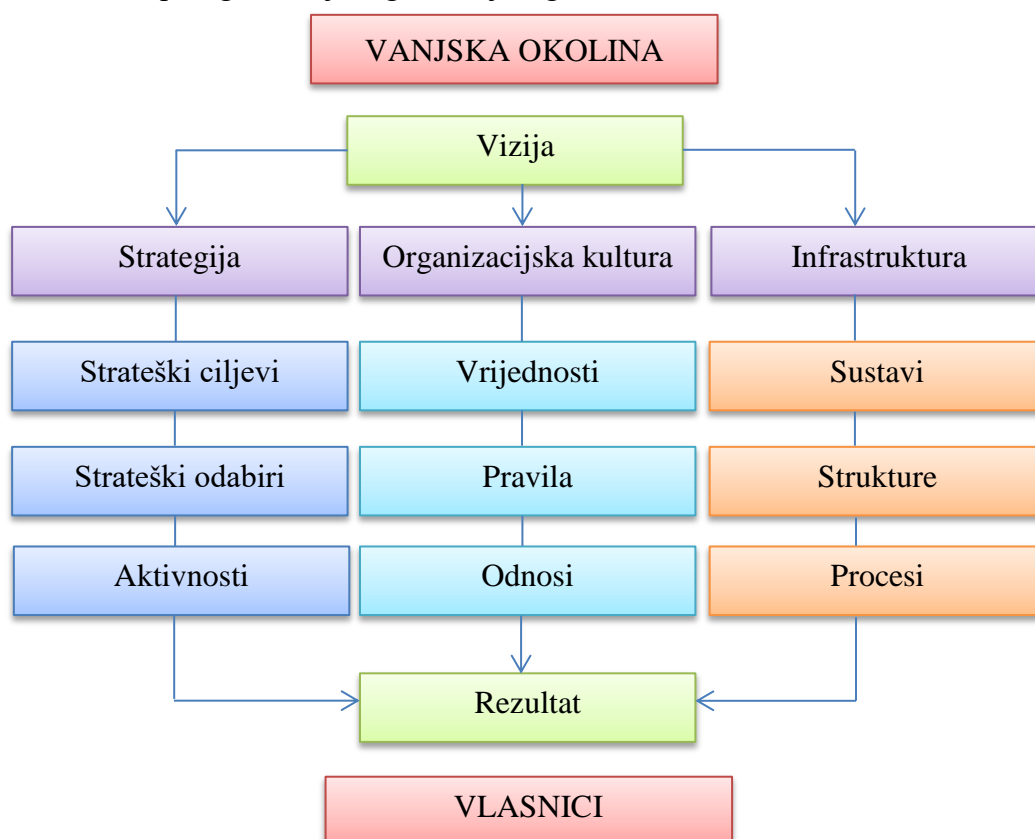 VANJSKA OKOLINA
Vizija
Strategija
Organizacijska kultura
Infrastruktura
Strateški ciljevi
Vrijednosti
Sustavi
Strateški odabiri
Pravila
Strukture
Aktivnosti
Odnosi
Procesi
Rezultat
VLASNICI